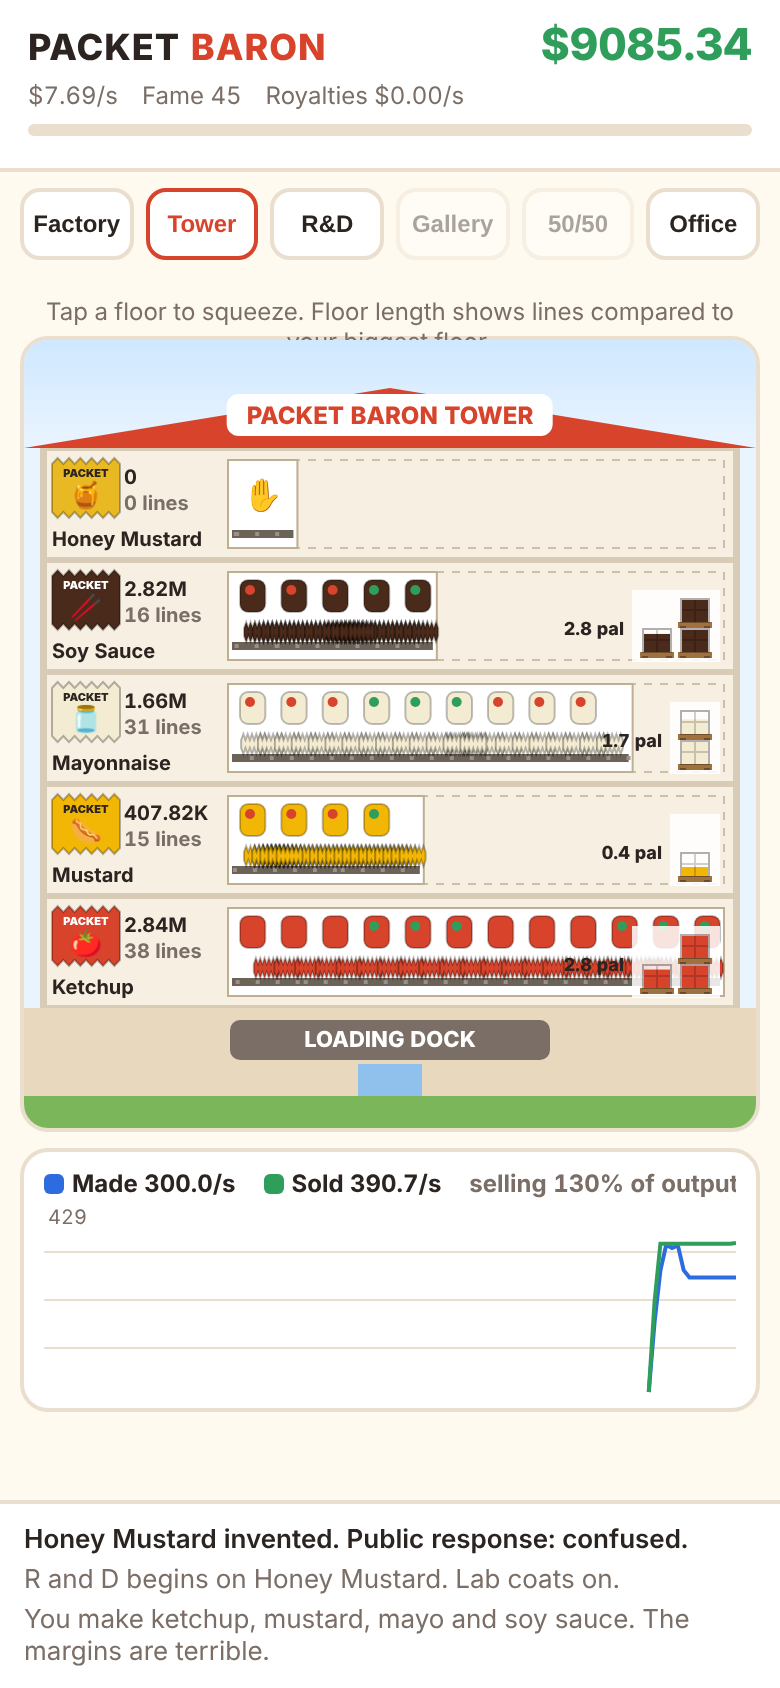 PACKET BARON
$9085.34
$7.69/s Fame 45 Royalties $0.00/s
Factory
Tower
R&D
Gallery
50/50
Office
Tap a floor to squeeze. Floor length shows lines compared to
your biggest floor.
PACKET BARON TOWER
PACKET
0
0 lines
Honey Mustard
PACKET
2.82M
16 lines
Soy Sauce
2.8 pal
PACKET
1.66M
31 lines
Mayonnaise
1.7 pal
PACKET
407.82K
15 lines
Mustard
0.4 pal
PACKET
2.84M
38 lines
Ketchup
2.8 pal
LOADING DOCK
Made 300.0/s
Sold 390.7/s
selling 130% of output
429
Honey Mustard invented. Public response: confused.
R and D begins on Honey Mustard. Lab coats on.
You make ketchup, mustard, mayo and soy sauce. The
margins are terrible.